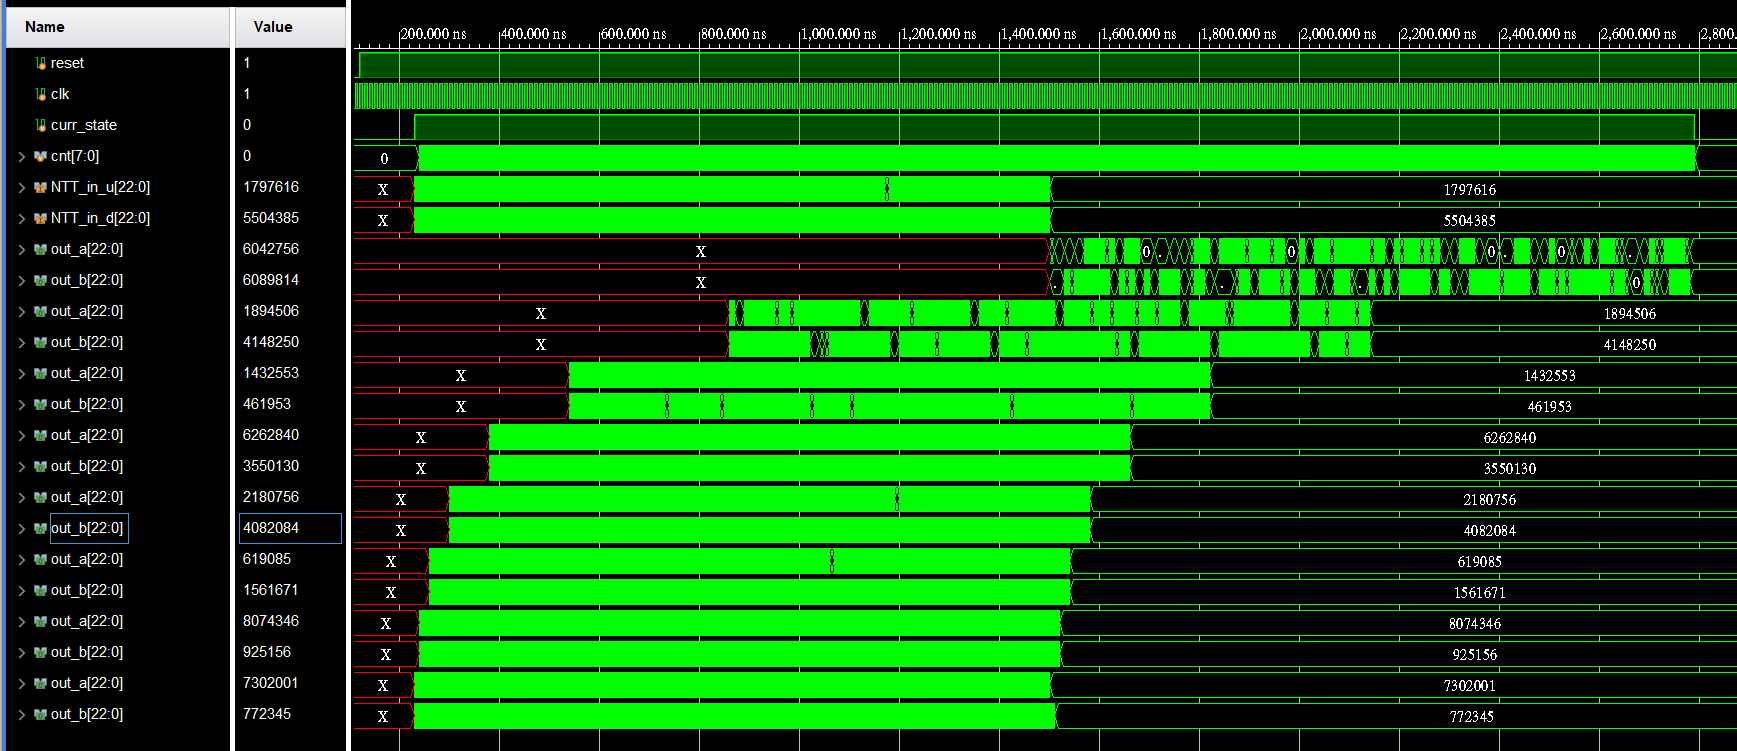 Name Value
200.000 ns 400.000 ns 600.000 ns 800.000 ns 1,000.000 ns 1,200.000 ns 1,400.000 ns 1,600.000 ns 1,800.000 ns 2,000.000 ns 2,200.000 ns 2,400.000 ns 2,600.000 ns 2,800.
reset 1
clk 1
curr_state 0
cnt[7:0] 0 0
NTT_in_u[22:0] 1797616 X 1797616
NTT_in_d[22:0] 5504385 X 5504385
out_a[22:0] 6042756 X 0 . 0 0 . 0 .
out_b[22:0] 6089814 X . . . 0
out_a[22:0] 1894506 X 1894506
out_b[22:0] 4148250 X 4148250
out_a[22:0] 1432553 X 1432553
out_b[22:0] 461953 X 461953
out_a[22:0] 6262840 X 6262840
out_b[22:0] 3550130 X 3550130
out_a[22:0] 2180756 X 2180756
out_b[22:0] 4082084 X 4082084
out_a[22:0] 619085 X 619085
out_b[22:0] 1561671 X 1561671
out_a[22:0] 8074346 X 8074346
out_b[22:0] 925156 X 925156
out_a[22:0] 7302001 X 7302001
out_b[22:0] 772345 X 772345